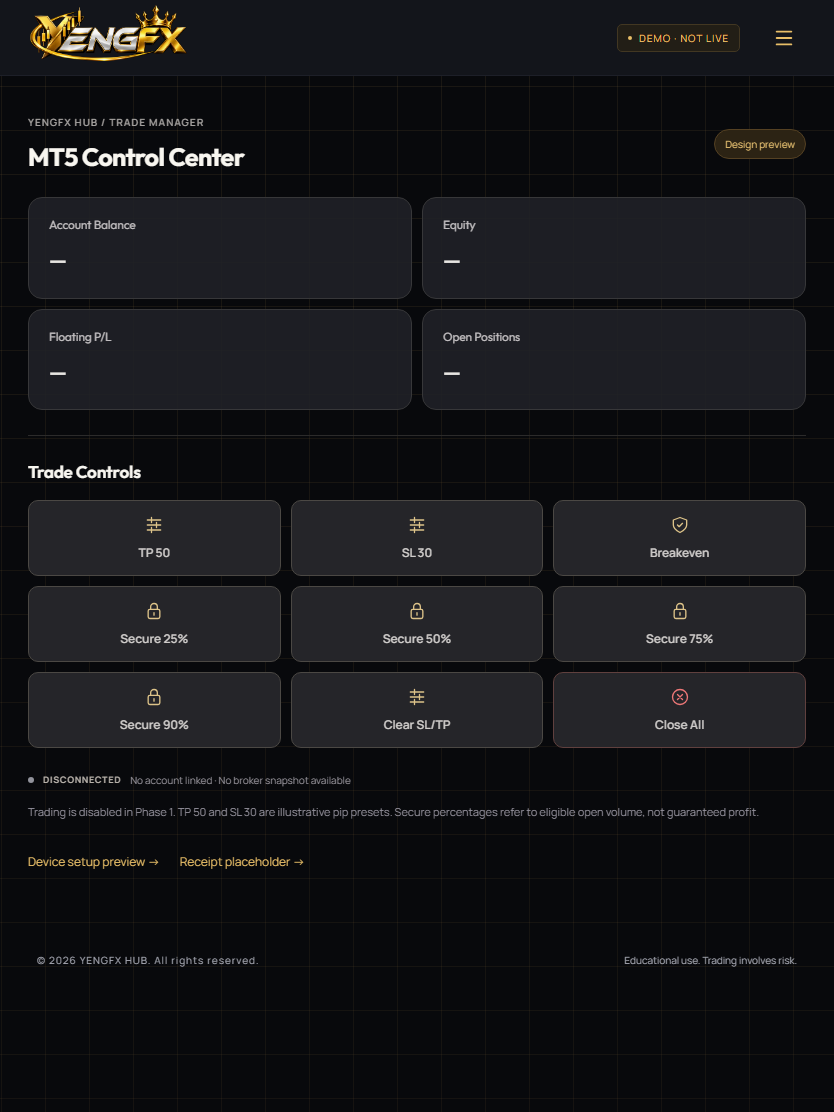 YENGFX
DEMO · NOT LIVE
YENGFX HUB / TRADE MANAGER
MT5 Control Center
Design preview
Account Balance
—
Equity
—
Floating P/L
—
Open Positions
—
Trade Controls
TP 50
SL 30
Breakeven
Secure 25%
Secure 50%
Secure 75%
Secure 90%
Clear SL/TP
Close All
DISCONNECTED No account linked · No broker snapshot available
Trading is disabled in Phase 1. TP 50 and SL 30 are illustrative pip presets. Secure percentages refer to eligible open volume, not guaranteed profit.
Device setup preview → Receipt placeholder →
© 2026 YENGFX HUB. All rights reserved.
Educational use. Trading involves risk.